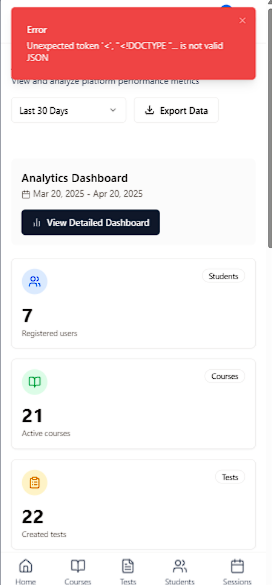 Error
Unexpected token '<', "<!DOCTYPE "... is not valid
JSON
View and analyze platform performance metrics
Last 30 Days
Export Data
Analytics Dashboard
Mar 20, 2025 - Apr 20, 2025
View Detailed Dashboard
Students
7
Registered users
Courses
21
Active courses
Tests
22
Created tests
Home
Courses
Tests
Students
Sessions